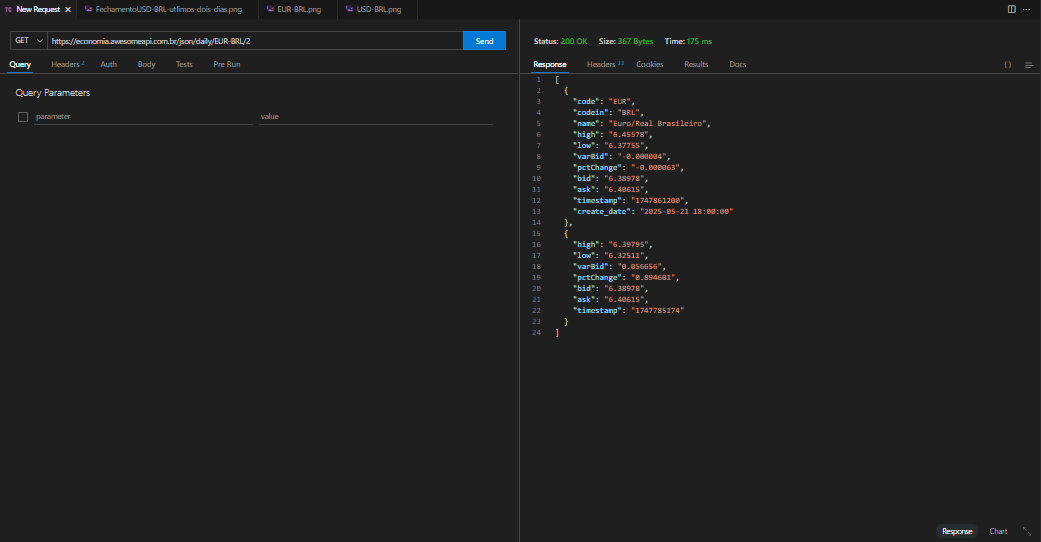 TC New Request × FechamentoUSD-BRL-utlimos-dois-dias.png EUR-BRL.png USD-BRL.png
GET https://economia.awesomeapi.com.br/json/daily/EUR-BRL/2 Send
Status: 200 OK Size: 367 Bytes Time: 175 ms
Query Headers 2 Auth Body Tests Pre Run
Response Headers 23 Cookies Results Docs { }
Query Parameters
parameter value
1 [
2 {
3 "code": "EUR",
4 "codein": "BRL",
5 "name": "Euro/Real Brasileiro",
6 "high": "6.45578",
7 "low": "6.37755",
8 "varBid": "-0.000004",
9 "pctChange": "-0.000063",
10 "bid": "6.38978",
11 "ask": "6.40615",
12 "timestamp": "1747861200",
13 "create_date": "2025-05-21 18:00:00"
14 },
15 {
16 "high": "6.39795",
17 "low": "6.32511",
18 "varBid": "0.056656",
19 "pctChange": "0.894601",
20 "bid": "6.38978",
21 "ask": "6.40615",
22 "timestamp": "1747785174"
23 }
24 ]
Response Chart